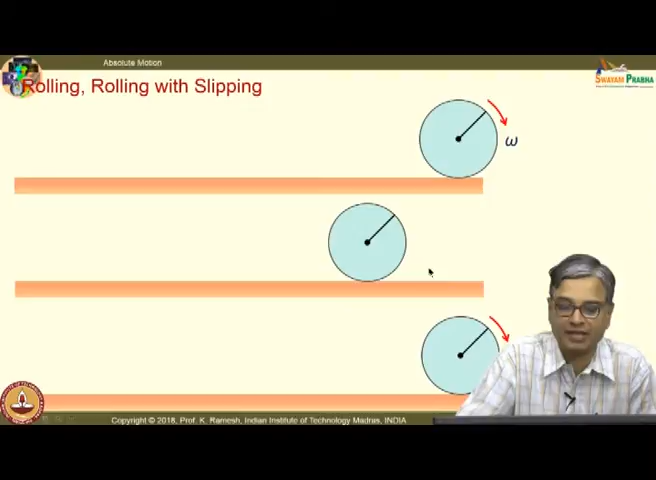 Absolute Motion
Rolling, Rolling with Slipping
SWAYAM PRABHA
ω
Copyright © 2018, Prof. K. Ramesh, Indian Institute of Technology Madras, INDIA